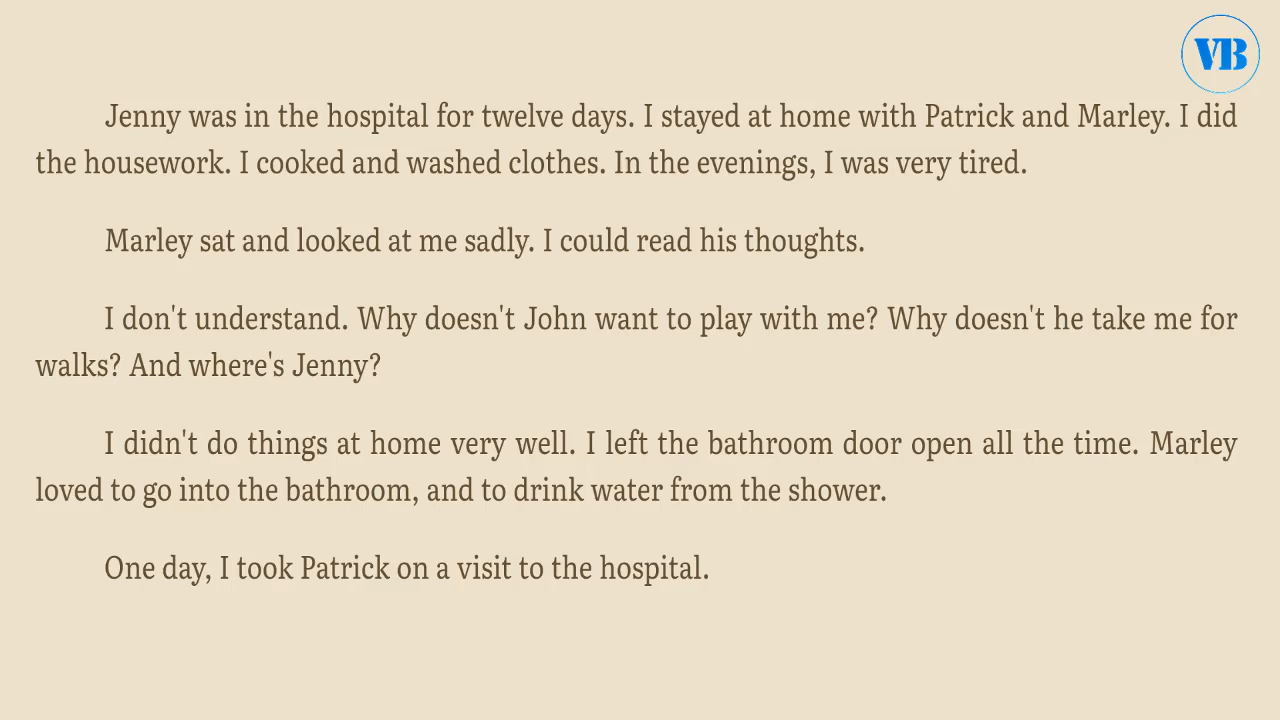 VB
Jenny was in the hospital for twelve days. I stayed at home with Patrick and Marley. I did
the housework. I cooked and washed clothes. In the evenings, I was very tired.
Marley sat and looked at me sadly. I could read his thoughts.
I don't understand. Why doesn't John want to play with me? Why doesn't he take me for
walks? And where's Jenny?
I didn't do things at home very well. I left the bathroom door open all the time. Marley
loved to go into the bathroom, and to drink water from the shower.
One day, I took Patrick on a visit to the hospital.